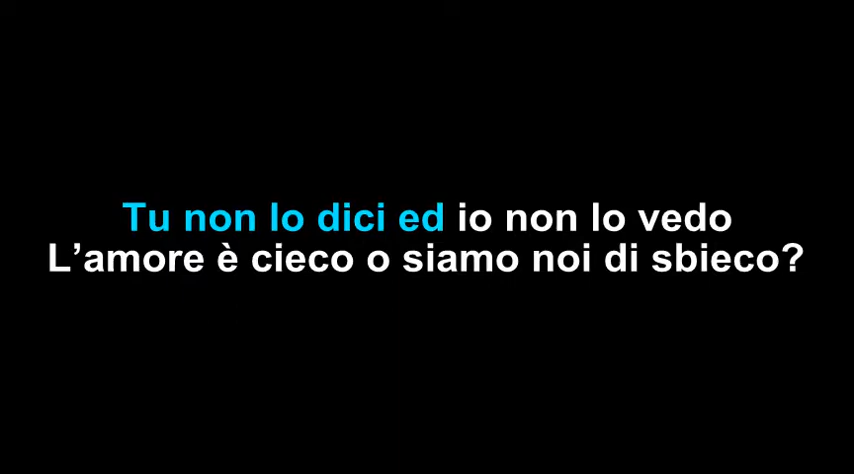 Tu non lo dici ed io non lo vedo
L’amore è cieco o siamo noi di sbieco?